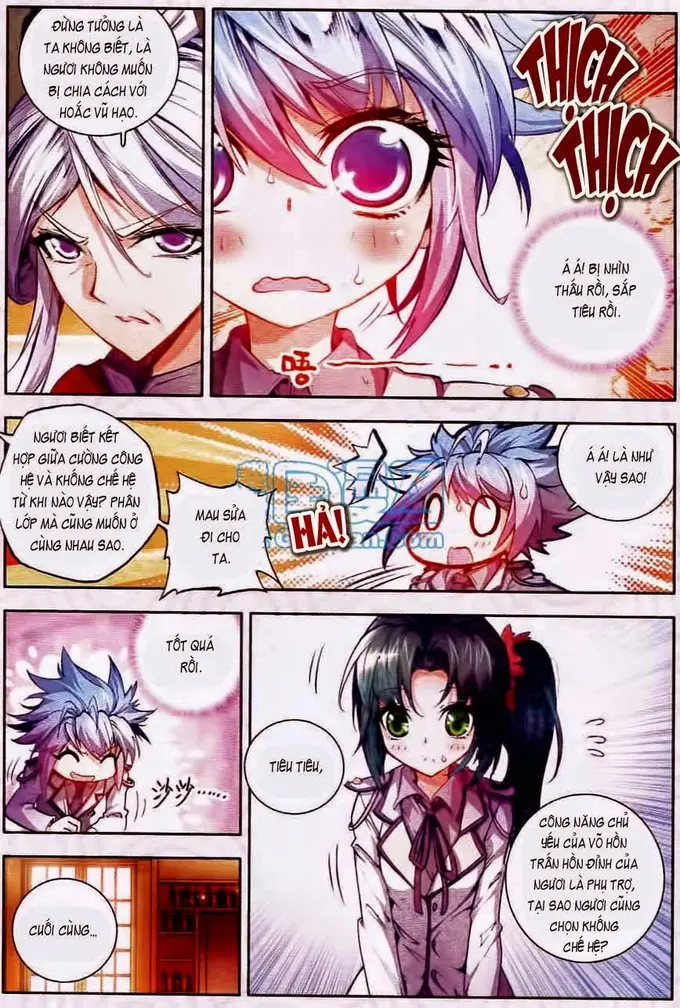 ĐỪNG TƯỞNG LÀ
TA KHÔNG BIẾT, LÀ
NGƯƠI KHÔNG MUỐN
BỊ CHIA CÁCH VỚI
HOẮC VŨ HẠO.
THỊCH
THỊCH
Á Á! BỊ NHÌN
THẤU RỒI, SẮP
TIÊU RỒI.
唔
NGƯƠI BIẾT KẾT
HỢP GIỮA CƯỜNG CÔNG
HỆ VÀ KHỐNG CHẾ HỆ
TỪ KHI NÀO VẬY? PHÂN
LỚP MÀ CŨNG MUỐN Ở
CÙNG NHAU SAO.
MAU SỬA
ĐI CHO
TA.
HẢ!
Á Á! LÀ NHƯ
VẬY SAO!
TỐT QUÁ
RỒI.
沙沙……
TIÊU TIÊU,
CÔNG NĂNG CHỦ
YẾU CỦA VÕ HỒN
TRẤN HỒN ĐỈNH CỦA
NGƯƠI LÀ PHỤ TRỢ,
TẠI SAO NGƯƠI CŨNG
CHỌN KHỐNG
CHẾ HỆ?
CUỐI CÙNG...